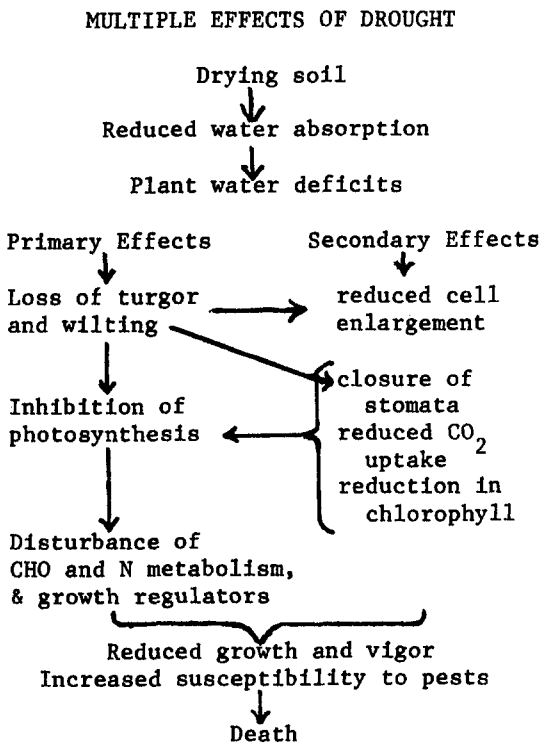 MULTIPLE EFFECTS OF DROUGHT
Drying soil
Reduced water absorption
Plant water deficits
Primary Effects
Loss of turgor
and wilting
Inhibition of
photosynthesis
Disturbance of
CHO and N metabolism,
& growth regulators
Secondary Effects
reduced cell
enlargement
closure of
stomata
reduced CO2
uptake
reduction in
chlorophyll
Reduced growth and vigor
Increased susceptibility to pests
Death